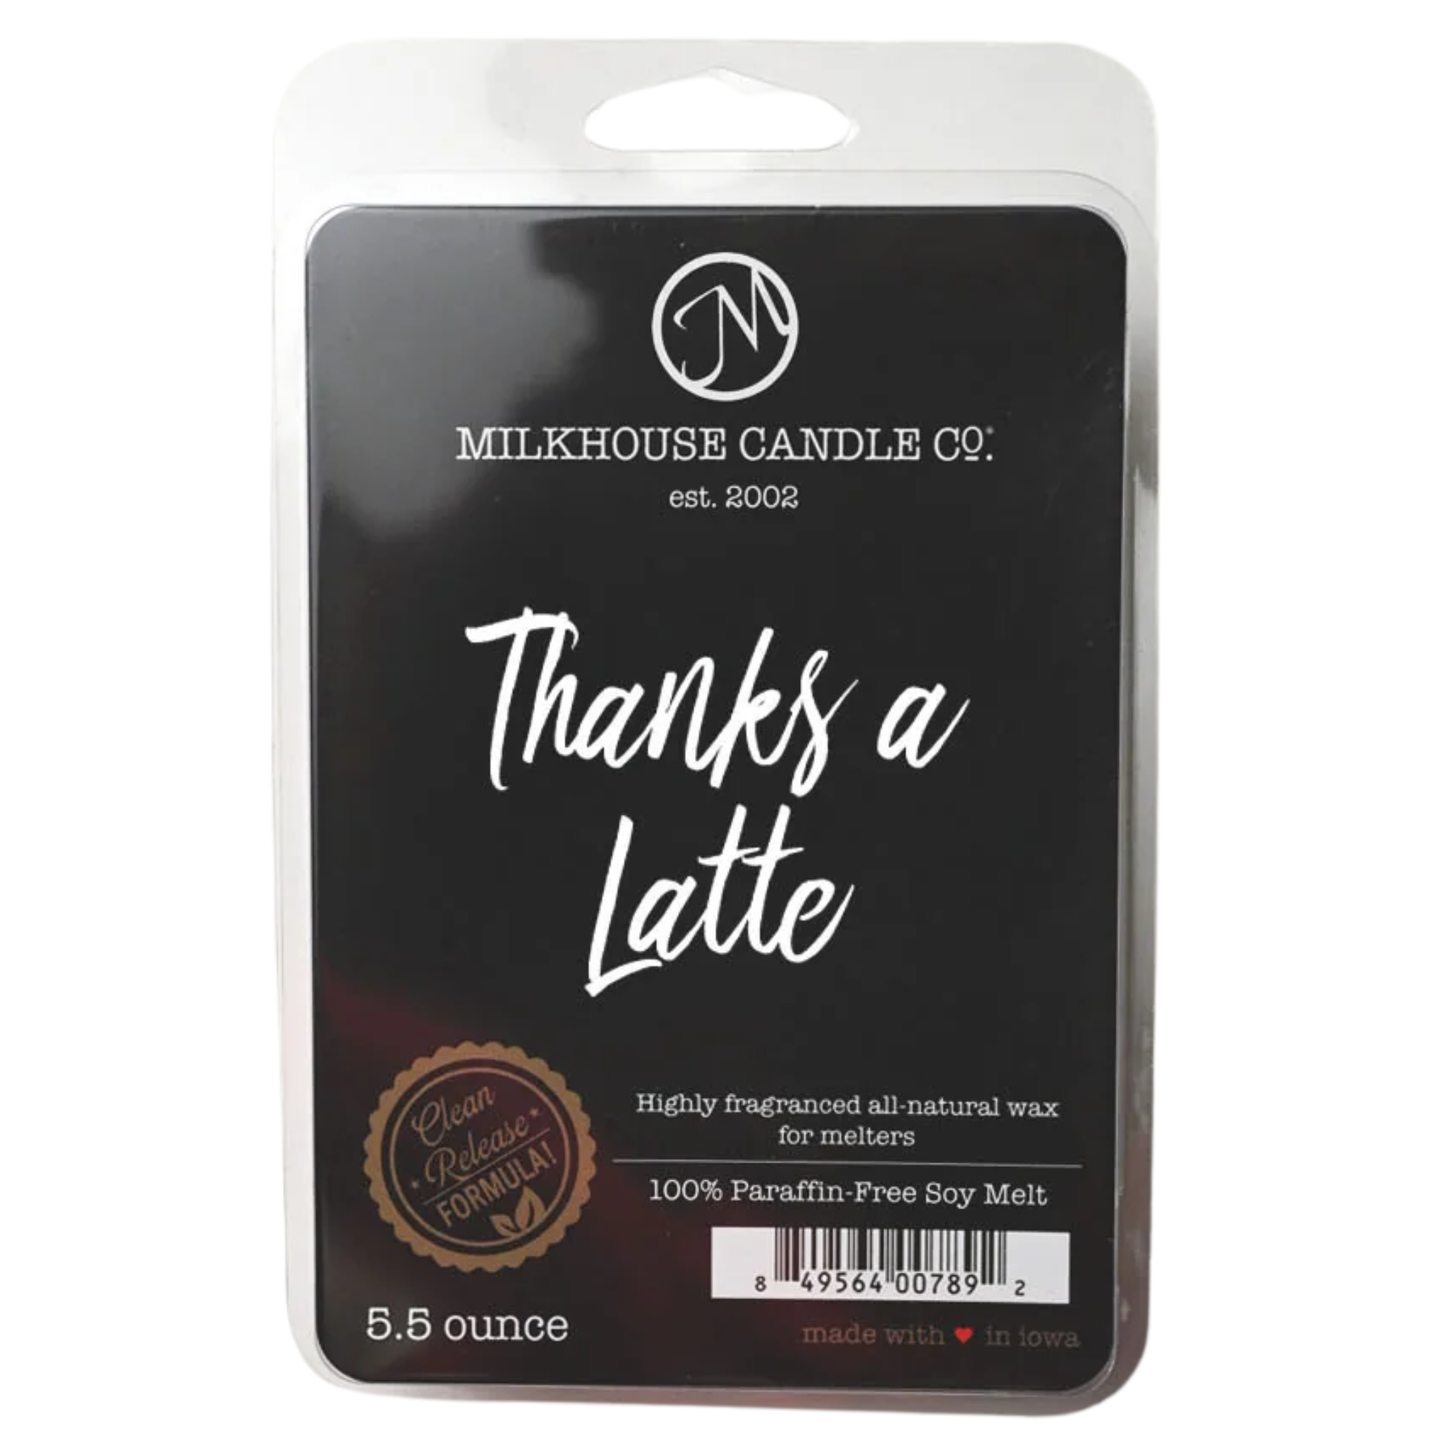 M
MILKHOUSE CANDLE Co.®
est. 2002
Thanks a
Latte
Clean
Release
FORMULA!
Highly fragranced all-natural wax
for melters
100% Paraffin-Free Soy Melt
8 49564 00789 2
5.5 ounce
made with ♥ in iowa